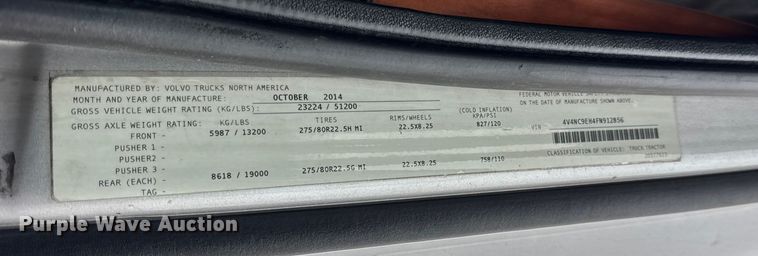 MANUFACTURED BY: VOLVO TRUCKS NORTH AMERICA
MONTH AND YEAR OF MANUFACTURE: OCTOBER 2014
GROSS VEHICLE WEIGHT RATING (KG/LBS) 23224 / 51200
GROSS AXLE WEIGHT RATING: KG/LBS TIRES RIMS/WHEELS (COLD INFLATION) KPA/PSI
FRONT - 5987 / 13200 275/80R22.5H MI 22.5x8.25 827/120
PUSHER 1 -
PUSHER2 -
PUSHER 3 -
REAR (EACH) - 8618 / 19000 275/80R22.5G MI 22.5x8.25 758/110
TAG -
FEDERAL MOTOR VEHICLE
ON THE DATE OF MANUFACTURE SHOWN ABOVE.
VIN 4V4NC9EH4FN912856
CLASSIFICATION OF VEHICLE: TRUCK TRACTOR
Purple Wave Auction